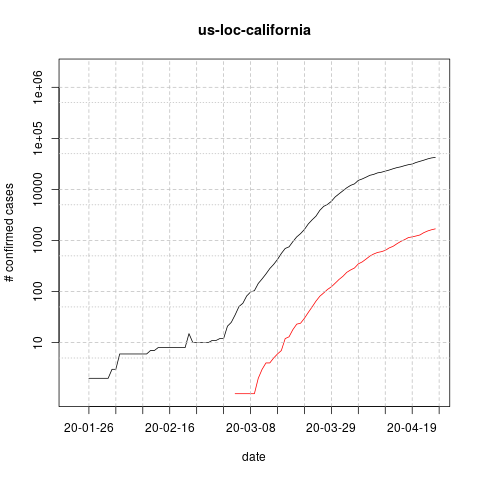 us-loc-california
# confirmed cases
1e+06
1e+05
10000
1000
100
10
20-01-26 20-02-16 20-03-08 20-03-29 20-04-19
date